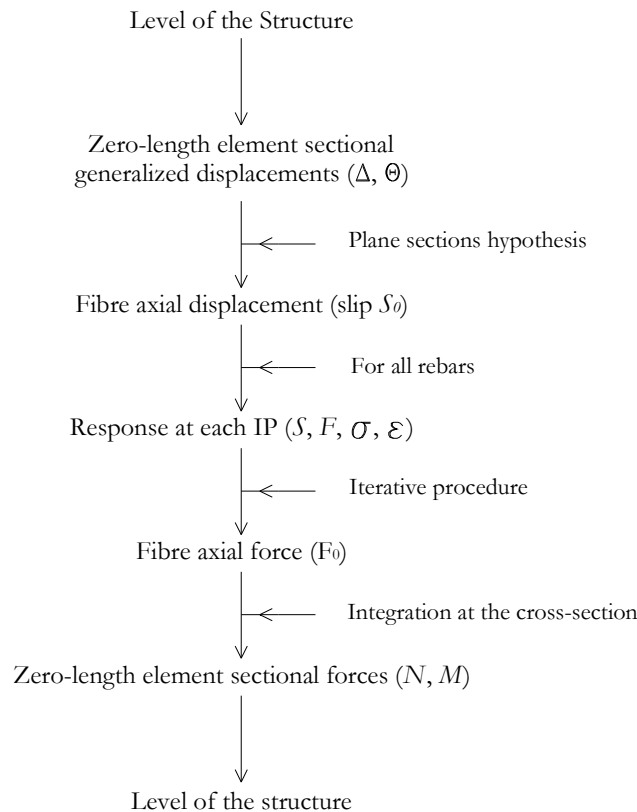 Level of the Structure
Zero-length element sectional
generalized displacements (Δ, Θ)
Plane sections hypothesis
Fibre axial displacement (slip S₀)
For all rebars
Response at each IP (S, F, σ, ε)
Iterative procedure
Fibre axial force (F₀)
Integration at the cross-section
Zero-length element sectional forces (N, M)
Level of the structure